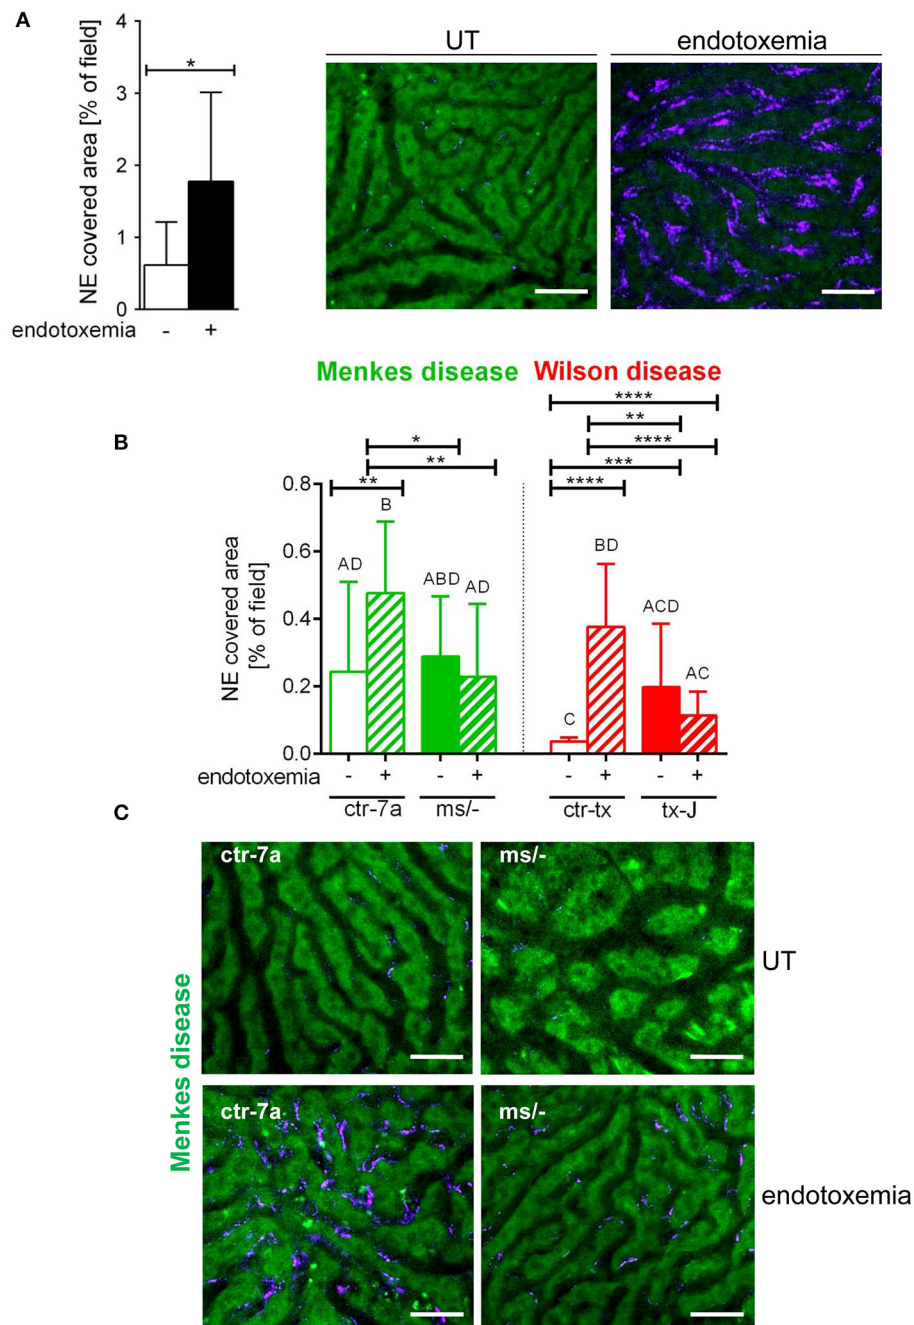 A
NE covered area [% of field]
4
3
2
1
0
*
endotoxemia - +
UT
endotoxemia
Menkes disease Wilson disease
B
NE covered area
[% of field]
0.8
0.6
0.4
0.2
0.0
*
**
**
****
**
****
***
****
AD B ABD AD C BD ACD AC
endotoxemia - + - + - + - +
ctr-7a ms/- ctr-tx tx-J
C
Menkes disease
ctr-7a ms/-
UT
ctr-7a ms/-
endotoxemia